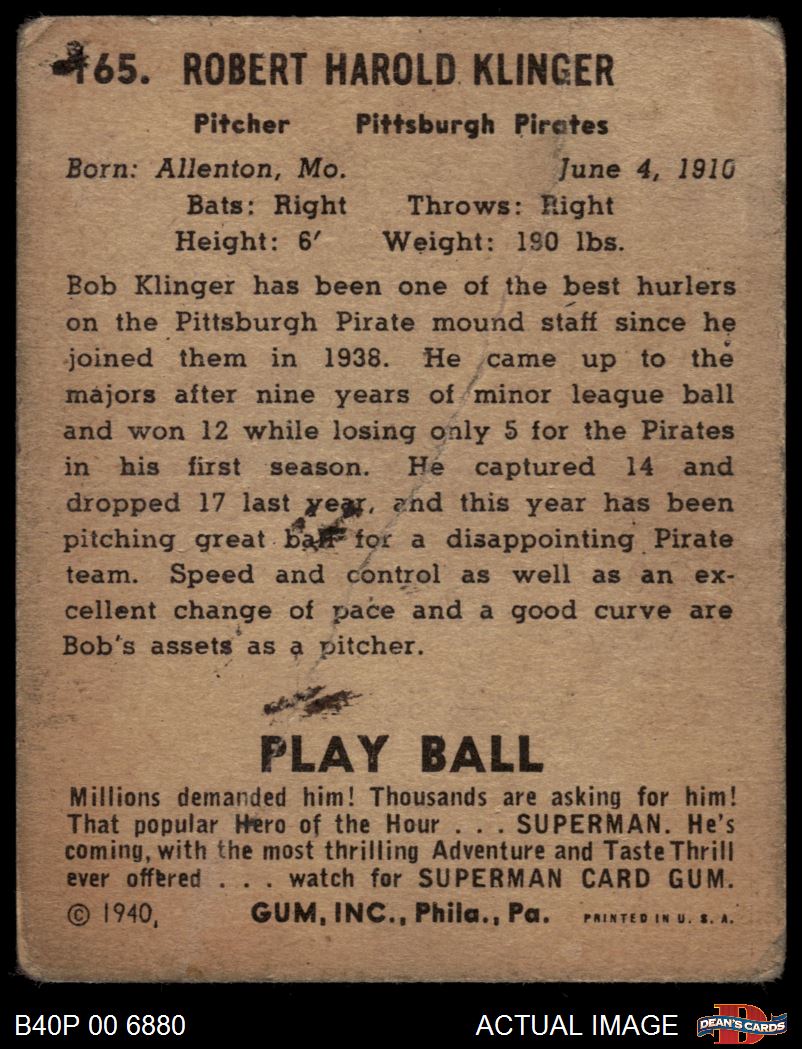 165. ROBERT HAROLD KLINGER
Pitcher Pittsburgh Pirates
Born: Allenton, Mo. June 4, 1910
Bats: Right Throws: Right
Height: 6′ Weight: 190 lbs.
Bob Klinger has been one of the best hurlers
on the Pittsburgh Pirate mound staff since he
joined them in 1938. He came up to the
majors after nine years of minor league ball
and won 12 while losing only 5 for the Pirates
in his first season. He captured 14 and
dropped 17 last year, and this year has been
pitching great ball for a disappointing Pirate
team. Speed and control as well as an ex-
cellent change of pace and a good curve are
Bob's assets as a pitcher.
PLAY BALL
Millions demanded him! Thousands are asking for him!
That popular Hero of the Hour . . . SUPERMAN. He's
coming, with the most thrilling Adventure and Taste Thrill
ever offered . . . watch for SUPERMAN CARD GUM.
© 1940, GUM, INC., Phila., Pa. PRINTED IN U. S. A.
B40P 00 6880 ACTUAL IMAGE DEAN'S CARDS